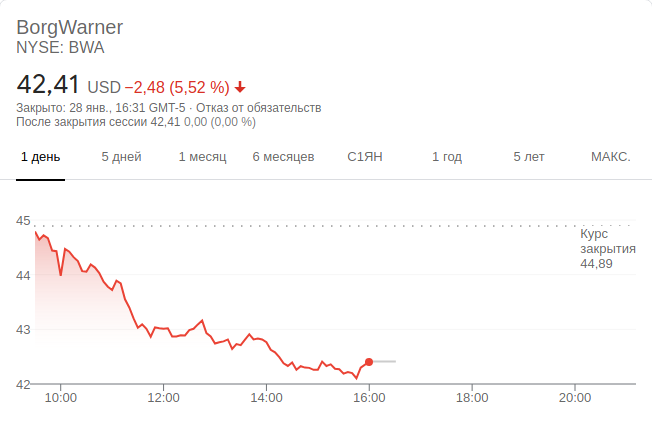 BorgWarner
NYSE: BWA
42,41 USD −2,48 (5,52 %)
Закрыто: 28 янв., 16:31 GMT-5 · Отказ от обязательств
После закрытия сессии 42,41 0,00 (0,00 %)
1 день 5 дней 1 месяц 6 месяцев С1ЯН 1 год 5 лет МАКС.
45
Курс
закрытия
44,89
44
43
42
10:00 12:00 14:00 16:00 18:00 20:00